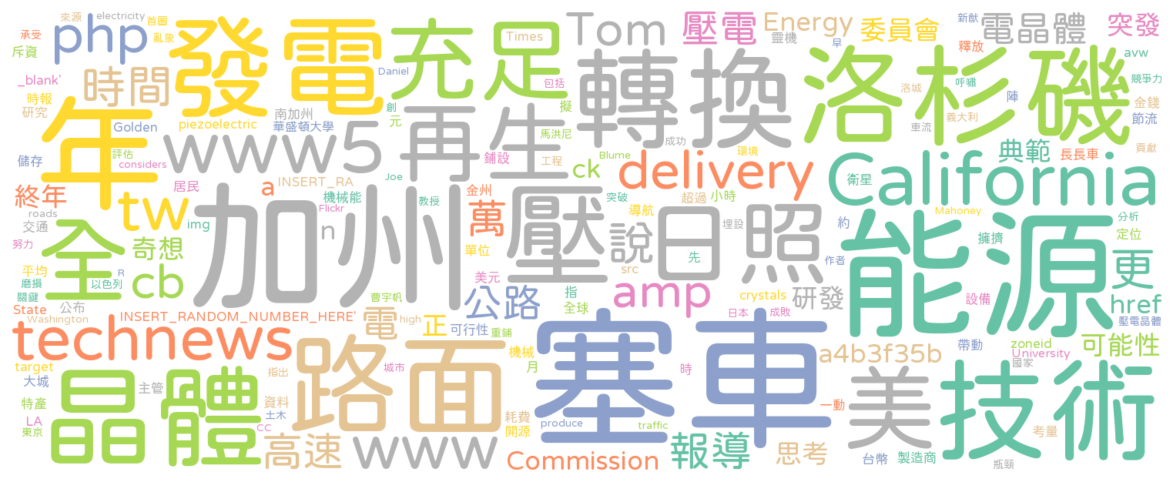 來源 electricity 首圈
承受 php 亂象
斥資
_blank'
時報 時間
研究
發電 充足
Times
Daniel
Tom 壓電 Energy 委員會 新猷 電晶體 突發
靈機 早 釋放 avw
包括 呼嘯 競爭力
轉換 洛杉磯
洛城 陣 金錢
車流 義大利 節流
年 Golden piezoelectric 南加州 創
元 擬 馬洪尼 成功 貢獻
華盛頓大學
儲存 評估 www5 再生 鋪設 工程 環境
considers
終年 居民 a INSERT_RA ck Blume delivery 典範 長長車
Joe 突破 超過 小時 衛星 California
tw img 機械能 金州
Flickr 教授 萬 導航 埋設 約
roads
交通 n 單位 說 日照 Mahoney 分析
努力 全 奇想 加州 壓 先 擁擠 定位
平均 cb 美元 src 作者 能源 更
磨損 以色列 R 指 amp crystals 研發 href
關鍵 公布 曹宇帆 公路 全球 設備
State INSERT_RANDOM_NUMBER_HERE' 電 high 正 可行性 重鋪 日本 成敗 壓電晶體
Washington
technews 路面 機械 塞車 a4b3f35b 帶動 zoneid 可能性
target 月 城市 時 University
大城 主管 指出 國家
特產 晶體 資料 耗費 一動 美 技術
LA 土木 開源
東京 cc produce traffic 考量
高速 www Commission 報導 思考 台幣 製造商
瓶頸